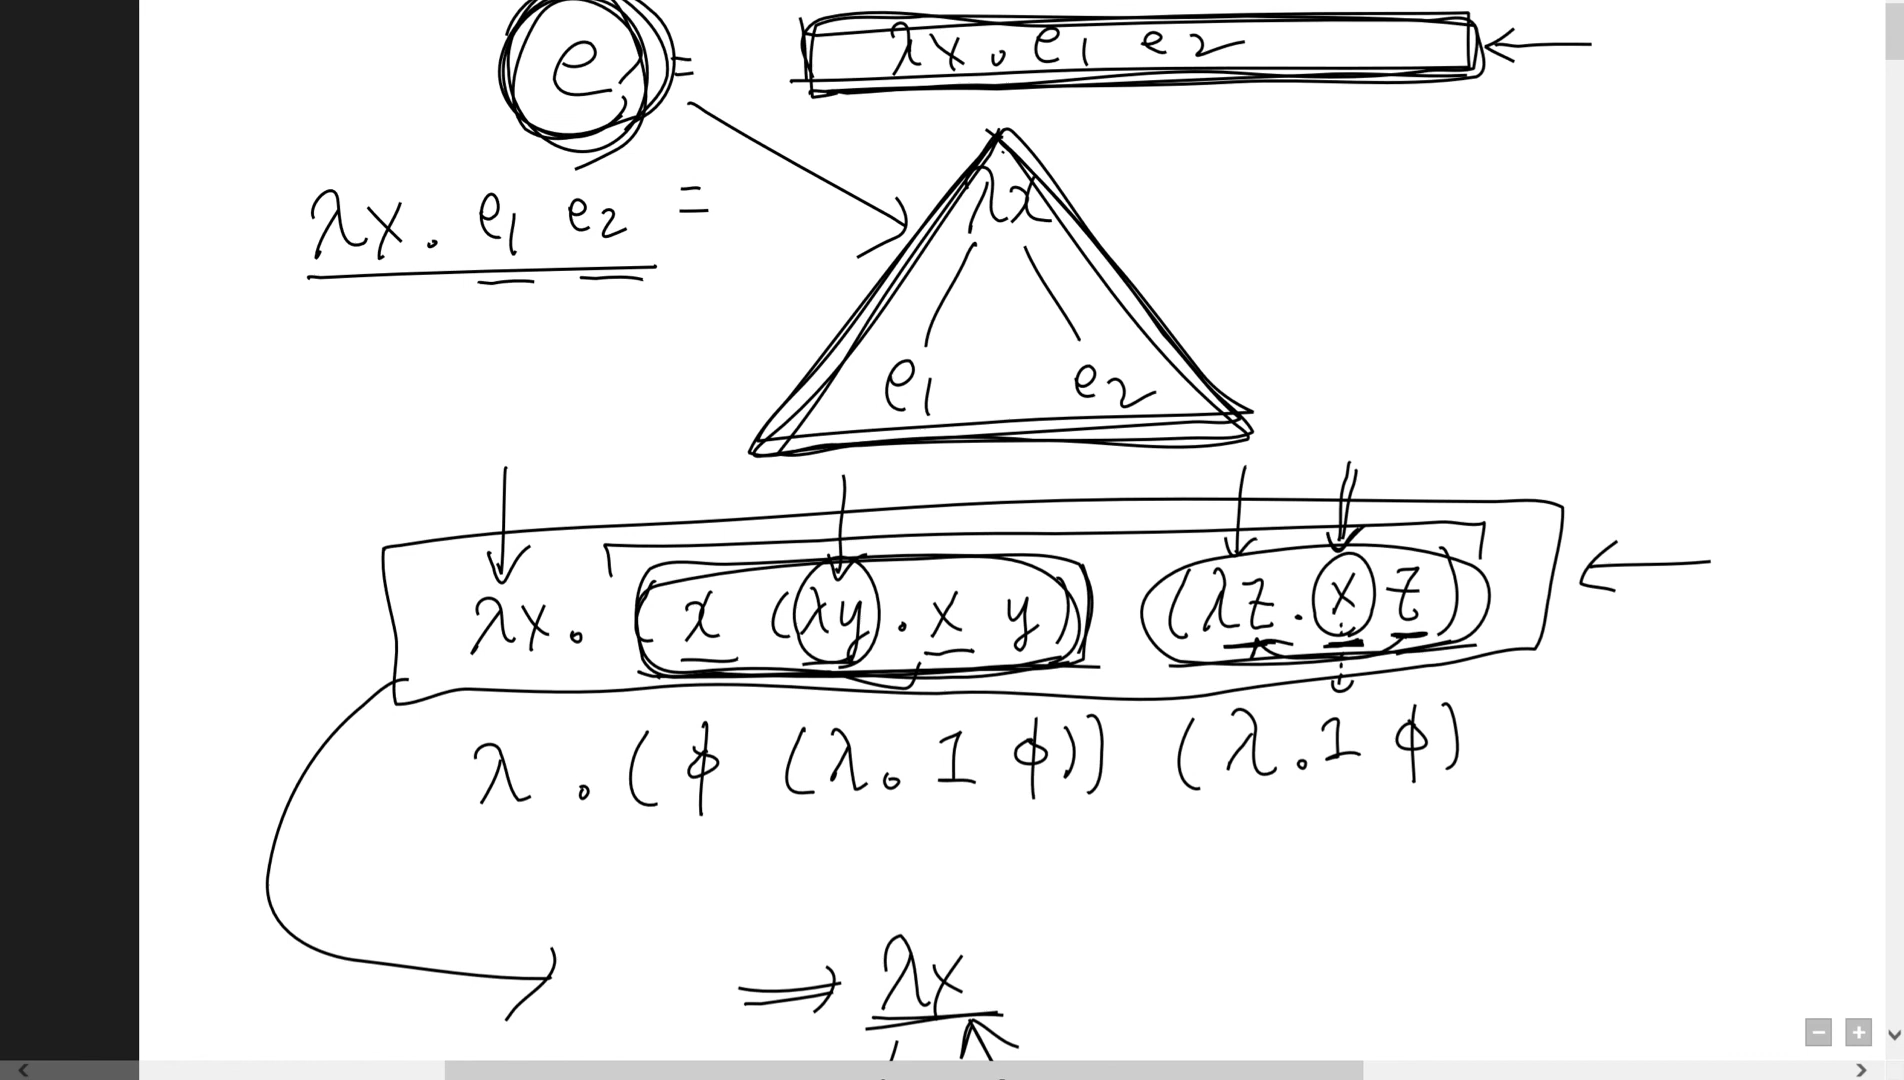 e = λx. e1 e2
λx. e1 e2 =
λx
e1 e2
λx. (x (λy. x y)) (λz. x z)
λ. (ϕ (λ. 1 ϕ)) (λ. 1 ϕ)
⇒ λx